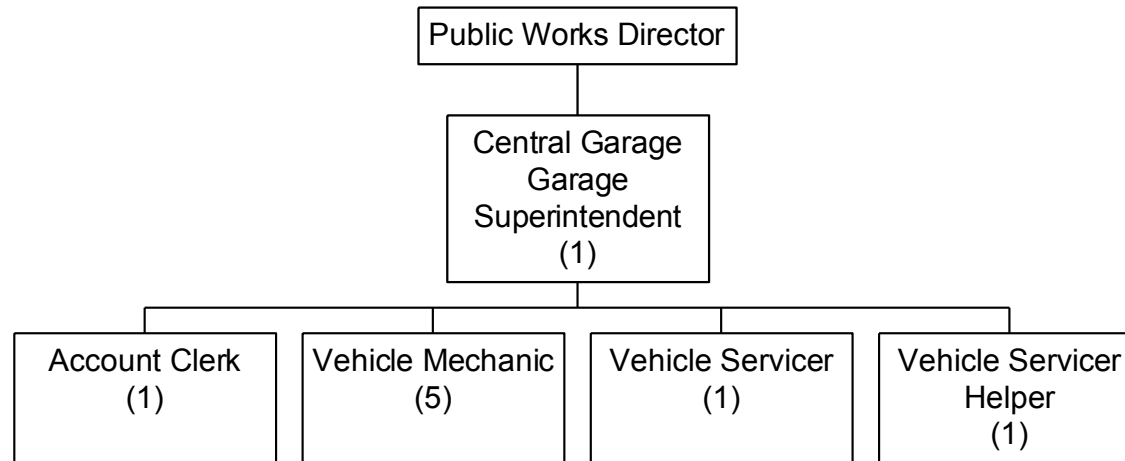 Public Works Director
Central Garage
Garage
Superintendent
(1)
Account Clerk
(1)
Vehicle Mechanic
(5)
Vehicle Servicer
(1)
Vehicle Servicer
Helper
(1)